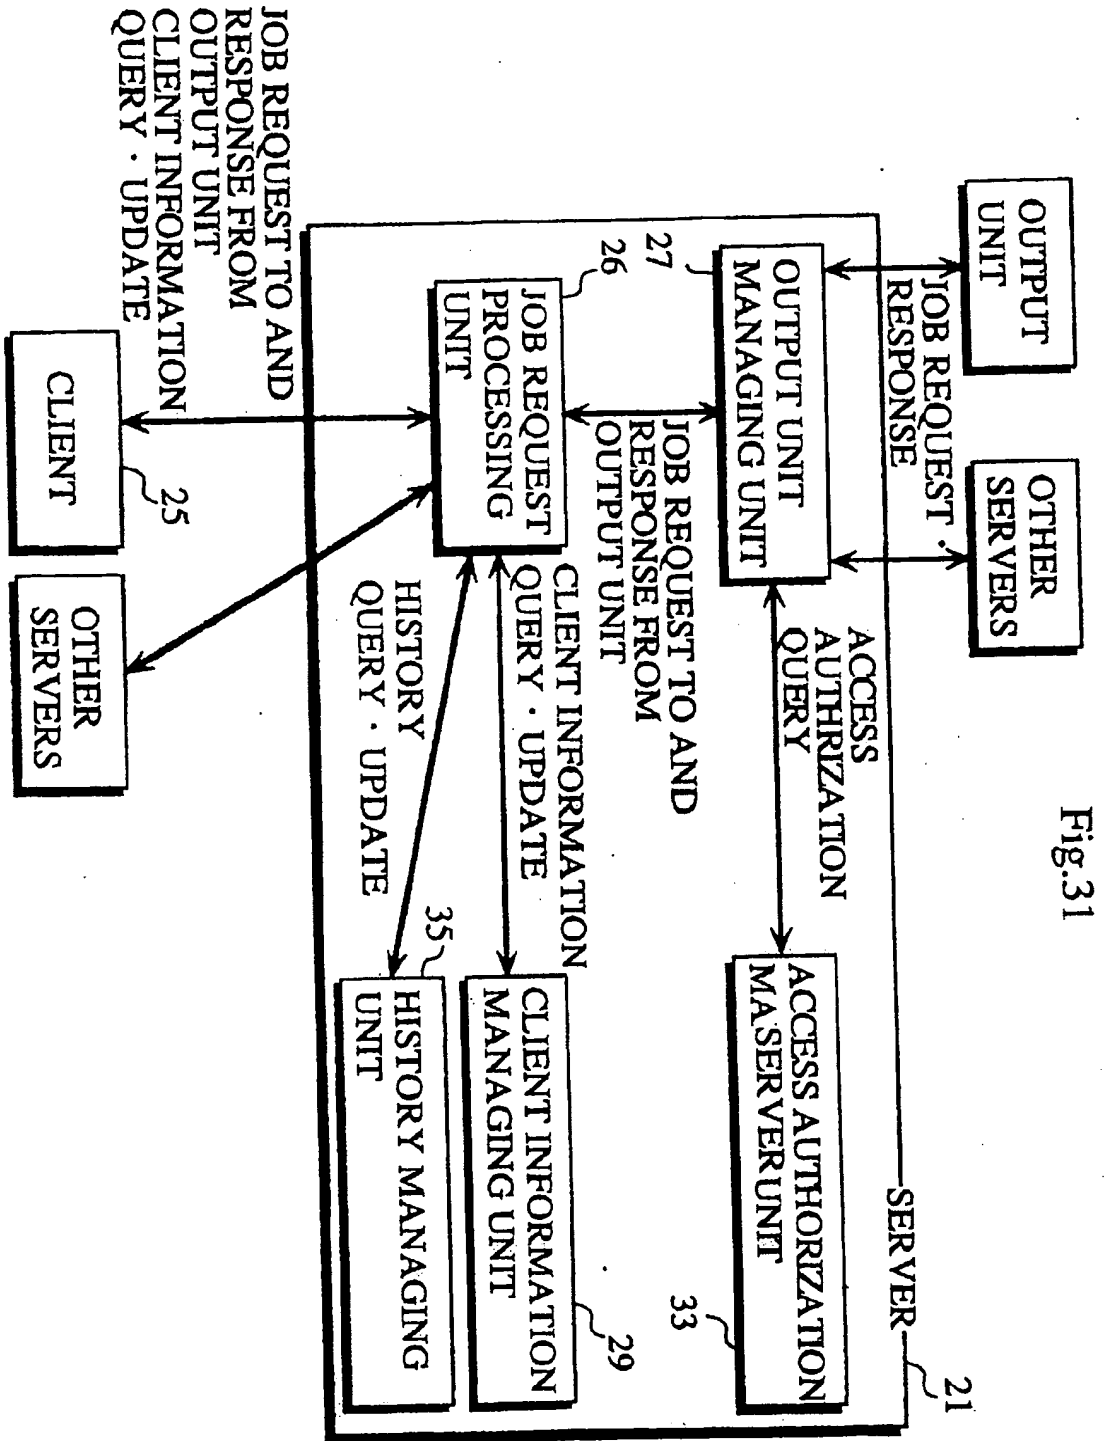 Fig.31
OUTPUT
UNIT
OTHER
SERVERS
JOB REQUEST ·
RESPONSE
SERVER
21
27
OUTPUT UNIT
MANAGING UNIT
ACCESS
AUTHRIZATION
QUERY
ACCESS AUTHORIZATION
MASERVER UNIT
33
JOB REQUEST TO AND
RESPONSE FROM
OUTPUT UNIT
26
JOB REQUEST
PROCESSING
UNIT
CLIENT INFORMATION
QUERY · UPDATE
CLIENT INFORMATION
MANAGING UNIT
29
HISTORY
QUERY · UPDATE
35
HISTORY MANAGING
UNIT
JOB REQUEST TO AND
RESPONSE FROM
OUTPUT UNIT
CLIENT INFORMATION
QUERY · UPDATE
CLIENT
25
OTHER
SERVERS